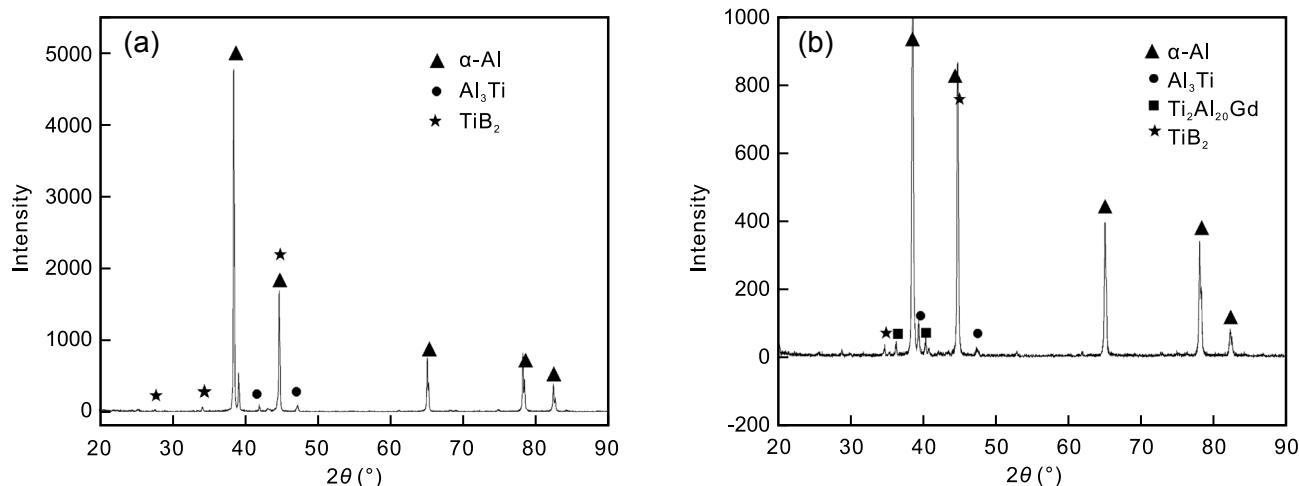 (a)
▲ α-Al
● Al₃Ti
★ TiB₂
5000
4000
3000
2000
1000
0
Intensity
20 30 40 50 60 70 80 90
2θ (°)
(b)
▲ α-Al
● Al₃Ti
■ Ti₂Al₂₀Gd
★ TiB₂
1000
800
600
400
200
0
-200
Intensity
20 30 40 50 60 70 80 90
2θ (°)